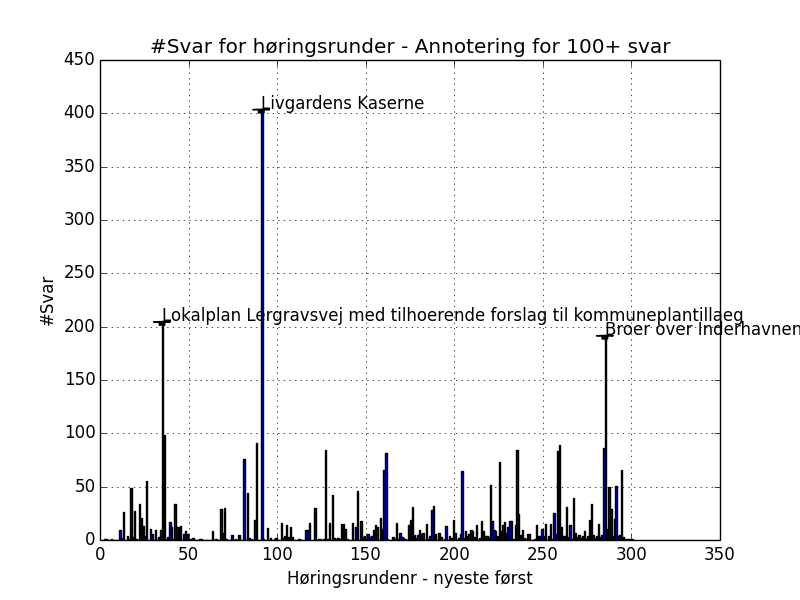 #Svar for høringsrunder - Annotering for 100+ svar
450
400
350
300
250
200
150
100
50
0
#Svar
Livgardens Kaserne
Lokalplan Lergravsvej med tilhoerende forslag til kommuneplantillaeg
Broer over Inderhavnen
0 50 100 150 200 250 300 350
Høringsrundenr - nyeste først